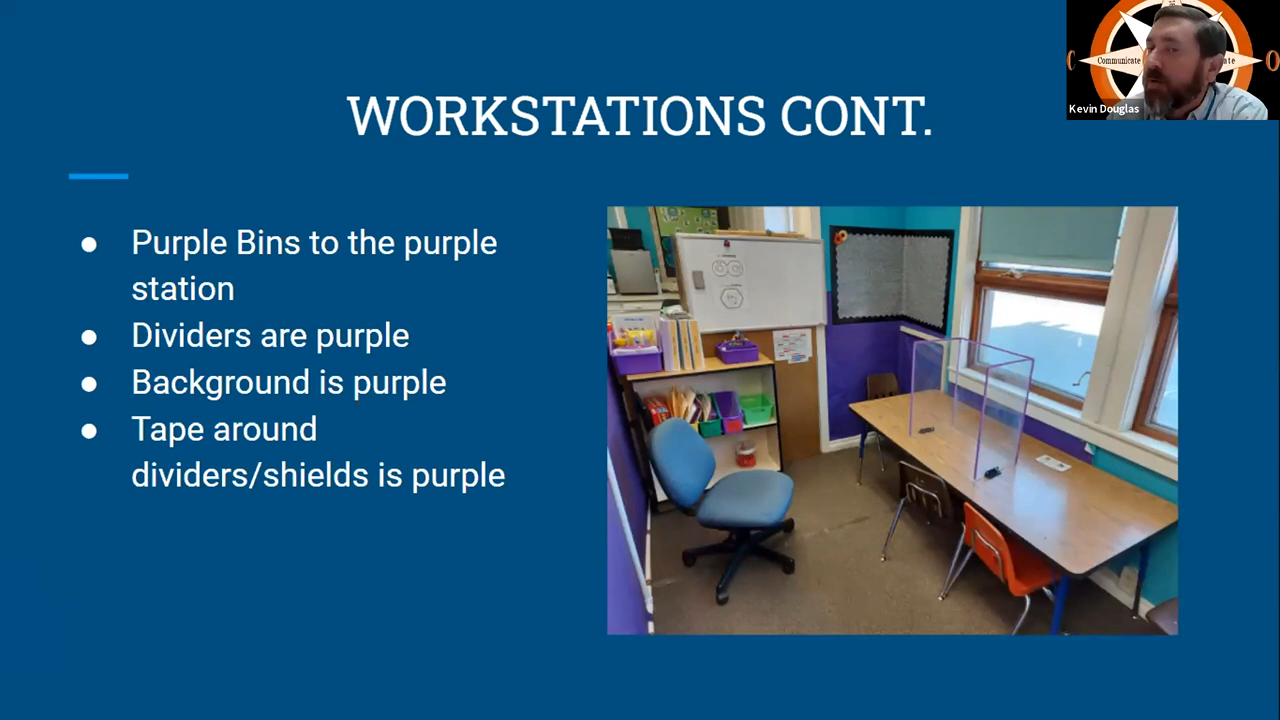 C
Communicate
ate
O
Kevin Douglas
WORKSTATIONS CONT.
● Purple Bins to the purple
station
● Dividers are purple
● Background is purple
● Tape around
dividers/shields is purple